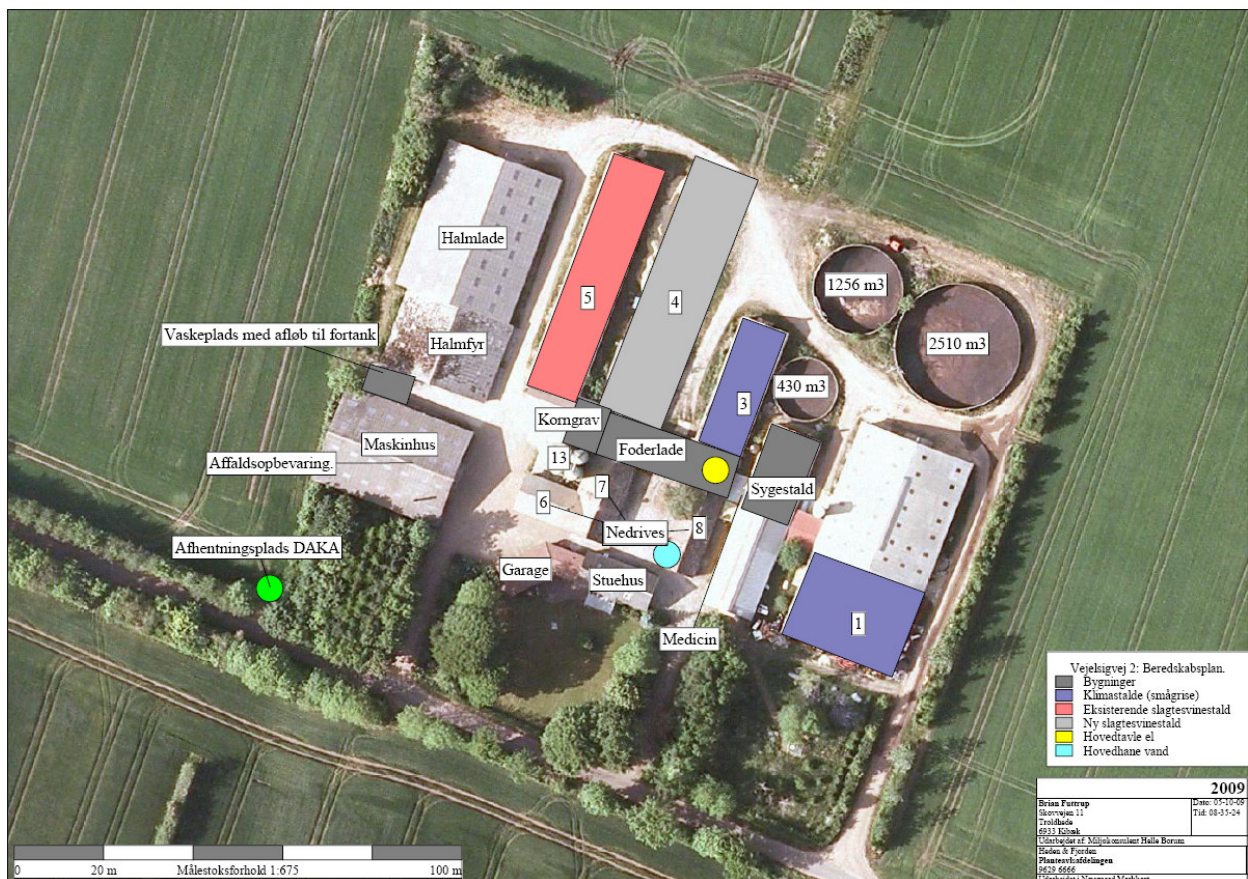 Halmlade
5
4
1256 m3
2510 m3
Vaskeplads med afløb til fortank
Halmfyr
3
430 m3
Korngrav
Maskinhus
Foderlade
Affaldsopbevaring.
13
7
Sygestald
6
Nedrives
8
Afhentningsplads DAKA
Garage
Stuehus
Medicin
1
Vejelsigvej 2: Beredskabsplan.
Bygninger
Klimastalde (smågrise)
Eksisterende slagtesvinestald
Ny slagtesvinestald
Hovedtavle el
Hovedhane vand
2009
Brian Futtrup
Skovvejen 11
Troldhede
6933 Kibæk
Dato: 05-10-09
Tid: 08-35-24
Udarbejdet af: Miljøkonsulent Helle Borum
Heden & Fjorden
Planteavlsafdelingen
9629 6666
0
20 m
Målestoksforhold 1:675
100 m